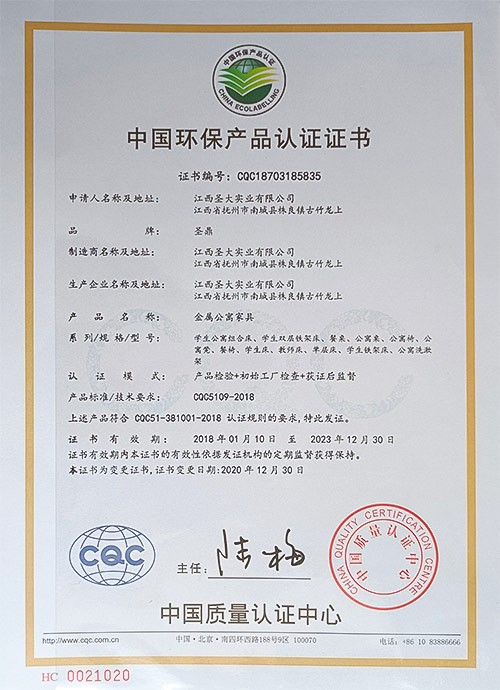 中国环保产品认证
CHINA ECOLABELLING
中国环保产品认证证书
证书编号：CQC18703185835
申请人名称及地址：江西圣大实业有限公司
江西省抚州市南城县株良镇古竹龙上
品牌：圣鼎
制造商名称及地址：江西圣大实业有限公司
江西省抚州市南城县株良镇古竹龙上
生产企业名称及地址：江西圣大实业有限公司
江西省抚州市南城县株良镇古竹龙上
产品名称：金属公寓家具
系列/规格/型号：学生公寓组合床、学生双层铁架床、餐桌、公寓桌、公寓椅、公
寓凳、餐椅、学生床、教师床、单层床、学生铁架床、公寓洗漱
架
认证模式：产品检验+初始工厂检查+获证后监督
产品标准/技术要求：CQC5109-2018
上述产品符合 CQC51-381001-2018 认证规则的要求,特此发证。
证书有效期：2018 年 01 月 10 日 至 2023 年 12 月 30 日
证书有效期内本证书的有效性依据发证机构的定期监督获得保持。
本证书为变更证书,证书变更日期:2020 年 12 月 30 日
CQC
主任：陆梅
CHINA QUALITY CERTIFICATION CENTRE
中国质量认证中心
中国质量认证中心
http://www.cqc.com.cn 中国·北京·南四环西路188号9区 100070 电话：+86 10 83886666
HC 0021020